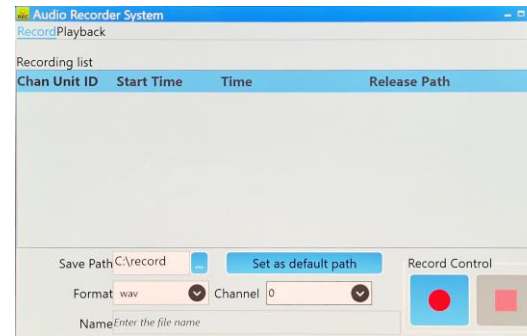 REC Audio Recorder System
Record Playback
Recording list
Chan Unit ID Start Time Time Release Path
Save Path C:\record ... Set as default path Record Control
Format wav Channel 0
Name Enter the file name